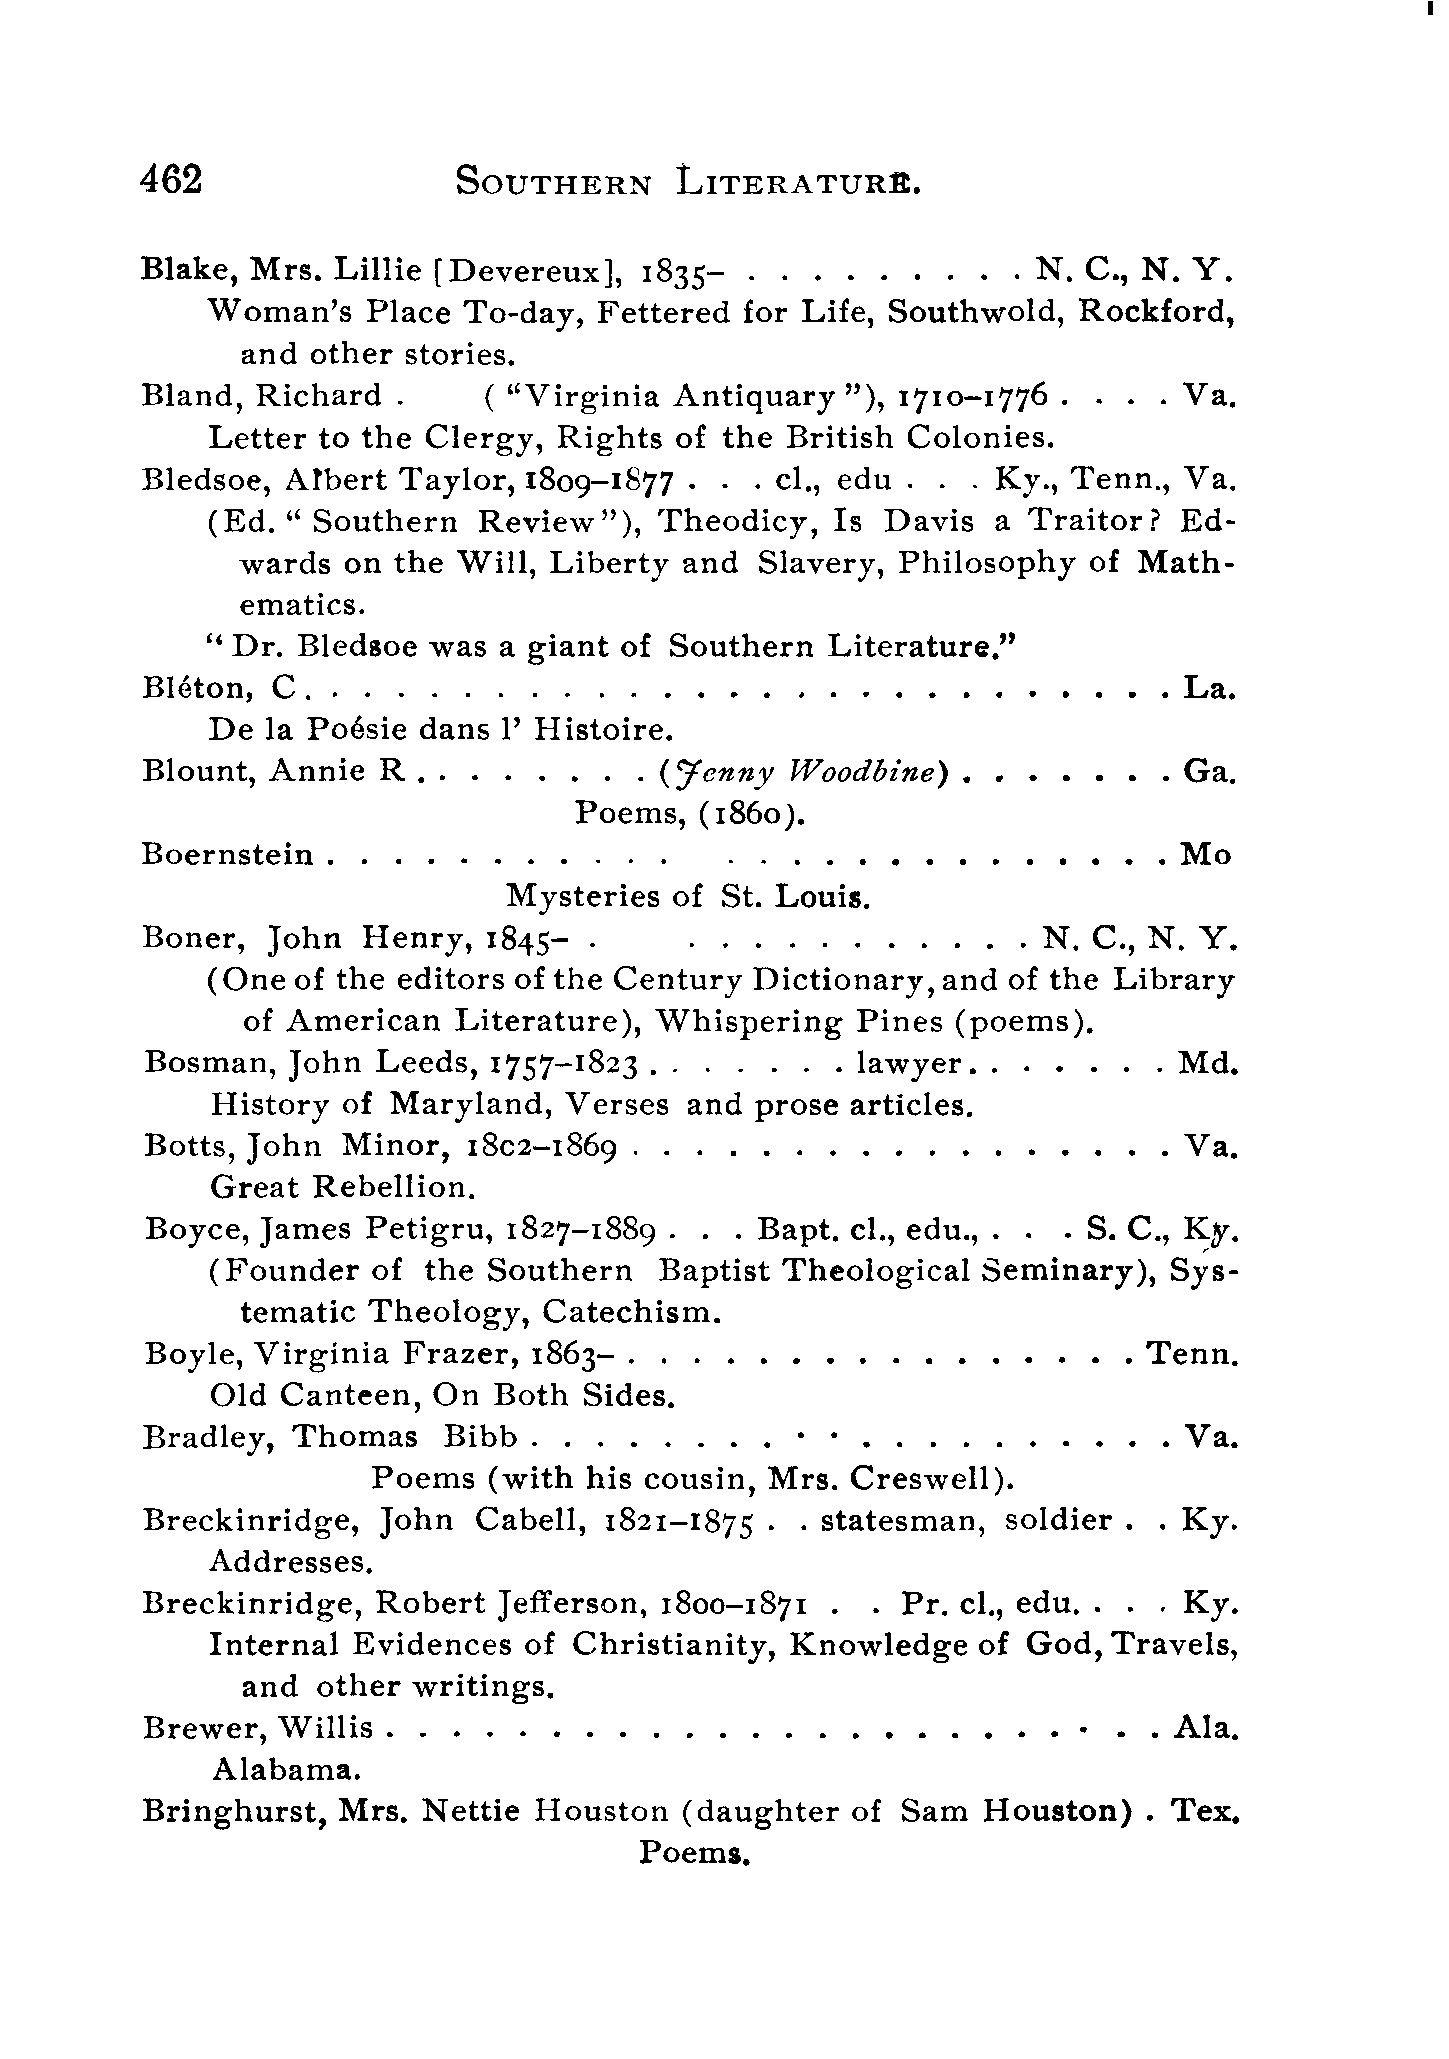 462 SOUTHERN LITERATURE.
Blake, Mrs. Lillie [Devereux], 1835– . . . . . . . . . N. C., N. Y.
Woman's Place To-day, Fettered for Life, Southwold, Rockford,
and other stories.
Bland, Richard . ( "Virginia Antiquary"), 1710–1776 . . . . Va.
Letter to the Clergy, Rights of the British Colonies.
Bledsoe, Albert Taylor, 1809–1877 . . . cl., edu . . . Ky., Tenn., Va.
(Ed. "Southern Review"), Theodicy, Is Davis a Traitor? Ed-
wards on the Will, Liberty and Slavery, Philosophy of Math-
ematics.
"Dr. Bledsoe was a giant of Southern Literature."
Bléton, C. . . . . . . . . . . . . . . . . . . . . . . . . . . La.
De la Poésie dans l' Histoire.
Blount, Annie R . . . . . . . . (Jenny Woodbine) . . . . . . . Ga.
Poems, (1860).
Boernstein . . . . . . . . . . . . . . . . . . . . . . . . . Mo
Mysteries of St. Louis.
Boner, John Henry, 1845– . . . . . . . . . . . . N. C., N. Y.
(One of the editors of the Century Dictionary, and of the Library
of American Literature), Whispering Pines (poems).
Bosman, John Leeds, 1757–1823 . . . . . . . lawyer. . . . . . . Md.
History of Maryland, Verses and prose articles.
Botts, John Minor, 18c2–1869 . . . . . . . . . . . . . . . . . Va.
Great Rebellion.
Boyce, James Petigru, 1827–1889 . . . Bapt. cl., edu., . . . S. C., Ky.
(Founder of the Southern Baptist Theological Seminary), Sys-
tematic Theology, Catechism.
Boyle, Virginia Frazer, 1863– . . . . . . . . . . . . . . . . Tenn.
Old Canteen, On Both Sides.
Bradley, Thomas Bibb . . . . . . . . . . . . . . . . . . . . Va.
Poems (with his cousin, Mrs. Creswell).
Breckinridge, John Cabell, 1821–1875 . . statesman, soldier . . Ky.
Addresses.
Breckinridge, Robert Jefferson, 1800–1871 . . Pr. cl., edu. . . . Ky.
Internal Evidences of Christianity, Knowledge of God, Travels,
and other writings.
Brewer, Willis . . . . . . . . . . . . . . . . . . . . . . . . Ala.
Alabama.
Bringhurst, Mrs. Nettie Houston (daughter of Sam Houston) . Tex.
Poems.